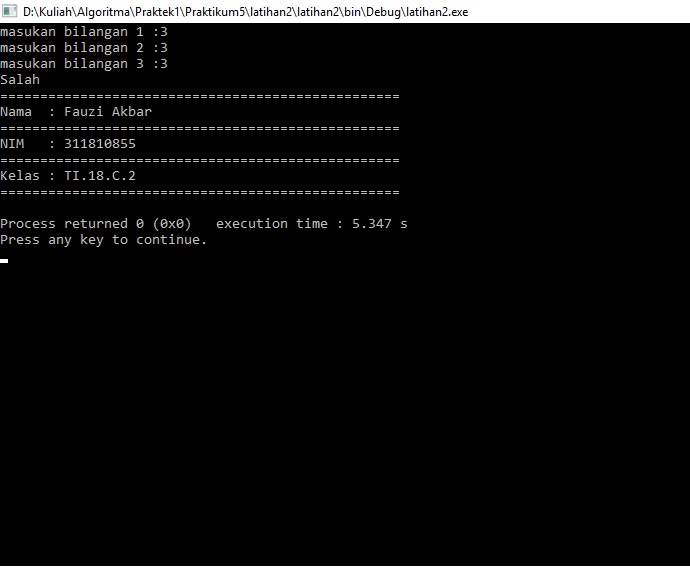 D:\Kuliah\Algoritma\Praktek1\Praktikum5\latihan2\latihan2\bin\Debug\latihan2.exe
masukan bilangan 1 :3
masukan bilangan 2 :3
masukan bilangan 3 :3
Salah
==================================================
Nama  : Fauzi Akbar
==================================================
NIM   : 311810855
==================================================
Kelas : TI.18.C.2
==================================================
Process returned 0 (0x0)   execution time : 5.347 s
Press any key to continue.